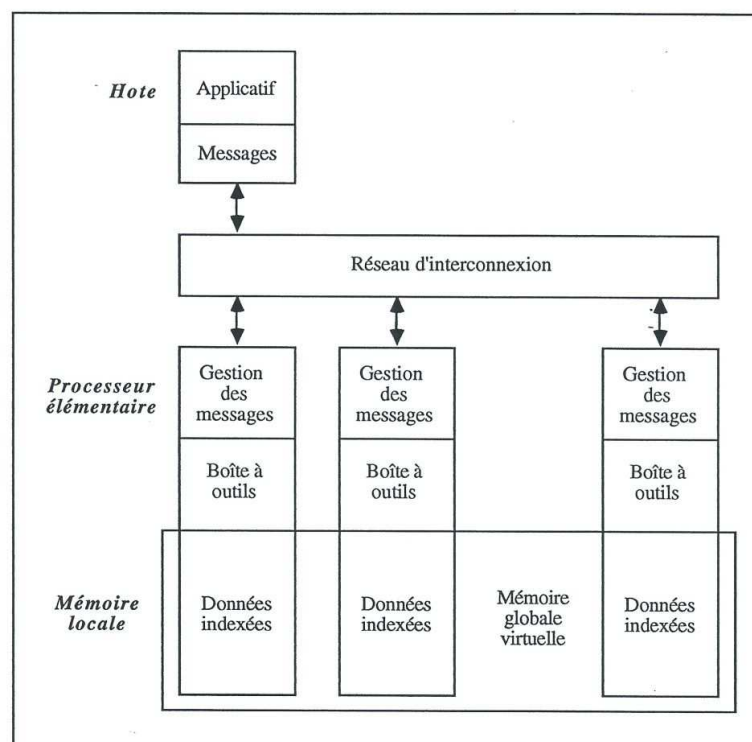 Hote
Applicatif
Messages
Réseau d'interconnexion
Processeur
élémentaire
Gestion
des
messages
Gestion
des
messages
Gestion
des
messages
Boîte à
outils
Boîte à
outils
Boîte à
outils
Mémoire
locale
Données
indexées
Données
indexées
Mémoire
globale
virtuelle
Données
indexées